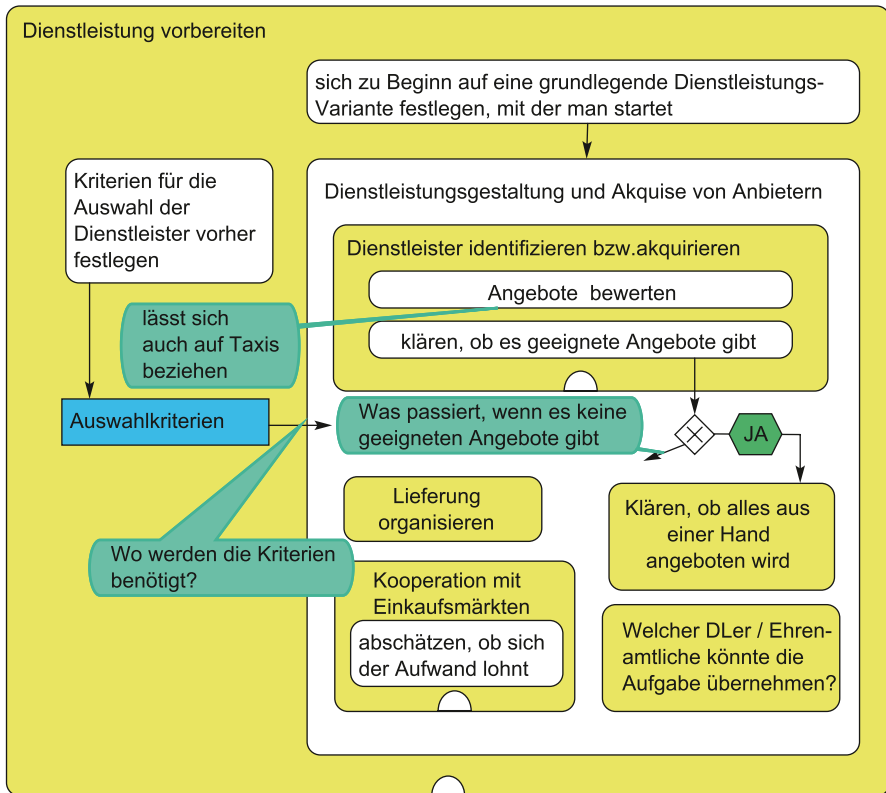 Dienstleistung vorbereiten
sich zu Beginn auf eine grundlegende Dienstleistungs-
Variante festlegen, mit der man startet
Kriterien für die
Auswahl der
Dienstleister vorher
festlegen
Dienstleistungsgestaltung und Akquise von Anbietern
Dienstleister identifizieren bzw.akquirieren
Angebote bewerten
lässt sich
auch auf Taxis
beziehen
klären, ob es geeignete Angebote gibt
Auswahlkriterien
Was passiert, wenn es keine
geeigneten Angebote gibt
JA
Lieferung
organisieren
Klären, ob alles aus
einer Hand
angeboten wird
Wo werden die Kriterien
benötigt?
Kooperation mit
Einkaufsmärkten
abschätzen, ob sich
der Aufwand lohnt
Welcher DLer / Ehren-
amtliche könnte die
Aufgabe übernehmen?